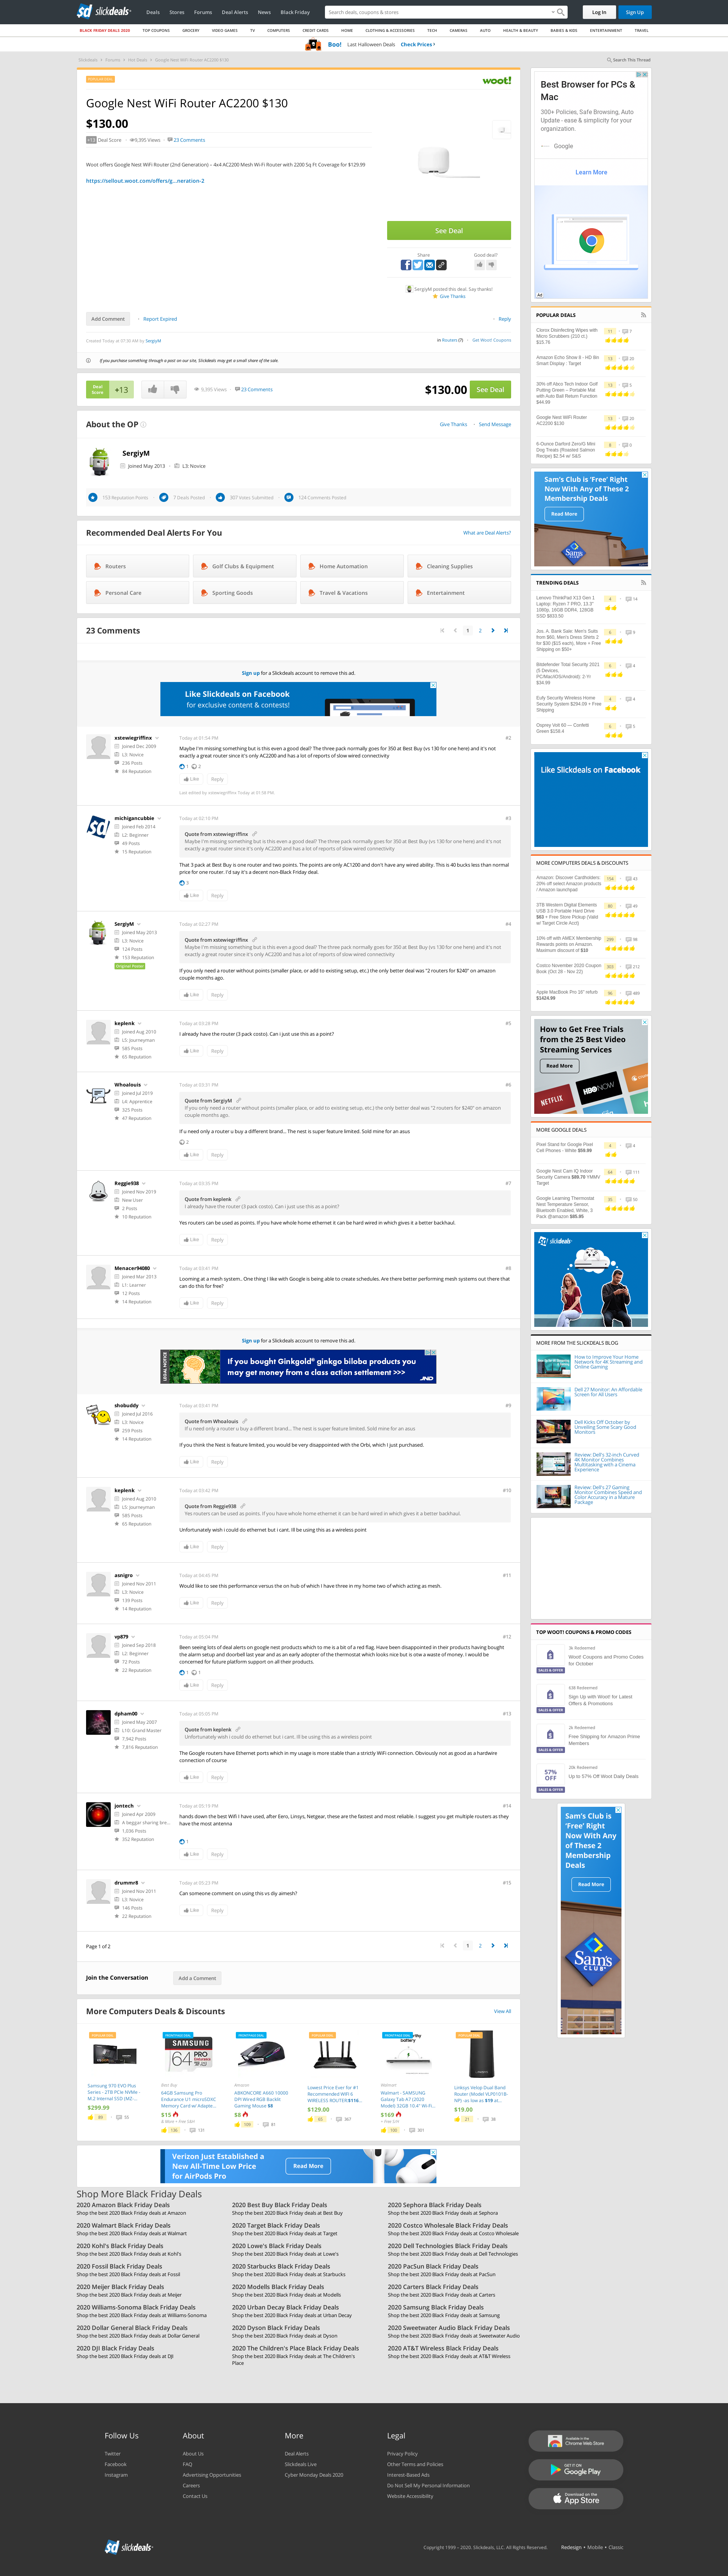 slickdeals
Deals Stores Forums Deal Alerts News Black Friday
Search deals, coupons & stores
Log In
Sign Up
BLACK FRIDAY DEALS 2020 TOP COUPONS GROCERY VIDEO GAMES TV COMPUTERS CREDIT CARDS HOME CLOTHING & ACCESSORIES TECH CAMERAS AUTO HEALTH & BEAUTY BABIES & KIDS ENTERTAINMENT TRAVEL
Boo! Last Halloween Deals Check Prices ›
Slickdeals > Forums > Hot Deals > Google Nest WiFi Router AC2200 $130
Search This Thread
woot!
Google Nest WiFi Router AC2200 $130
$130.00
+13 Deal Score 9,395 Views 23 Comments
Woot offers Google Nest WiFi Router (2nd Generation) – 4x4 AC2200 Mesh Wi-Fi Router with 2200 Sq Ft Coverage for $129.99
https://sellout.woot.com/offers/g...neration-2
See Deal
Share
Good deal?
SergiyM posted this deal. Say thanks!
Give Thanks
Add Comment Report Expired Reply
Created Today at 07:30 AM by SergiyM
in Routers (7) Get Woot! Coupons
If you purchase something through a post on our site, Slickdeals may get a small share of the sale.
Deal Score +13
9,395 Views 23 Comments
$130.00 See Deal
About the OP
Give Thanks Send Message
SergiyM
Joined May 2013 L3: Novice
153 Reputation Points 7 Deals Posted 307 Votes Submitted 124 Comments Posted
Recommended Deal Alerts For You
What are Deal Alerts?
Routers Golf Clubs & Equipment Home Automation Cleaning Supplies
Personal Care Sporting Goods Travel & Vacations Entertainment
23 Comments
1 2
Sign up for a Slickdeals account to remove this ad.
Like Slickdeals on Facebook
for exclusive content & contests!
xstewiegriffinx
Joined Dec 2009
L3: Novice
236 Posts
84 Reputation
Today at 01:54 PM
#2
Maybe I'm missing something but is this even a good deal? The three pack normally goes for 350 at Best Buy (vs 130 for one here) and it's not
exactly a great router since it's only AC2200 and has a lot of reports of slow wired connectivity
1 2
Like Reply
Last edited by xstewiegriffinx Today at 01:58 PM
michigancubbie
Joined Feb 2014
L2: Beginner
49 Posts
15 Reputation
Today at 02:15 PM
#3
Quote from xstewiegriffinx
Maybe I'm missing something but is this even a good deal? The three pack normally goes for 350 at Best Buy (vs 130 for one here) and it's not
exactly a great router since it's only AC2200 and has a lot of reports of slow wired connectivity
That 3 pack at Best Buy is one router and two points. The points are only AC1200 and don't have any wired ability. This is 40 bucks less than normal
price for one router. I'd say it's a decent non-Black Friday deal.
3
Like Reply
SergiyM
Joined May 2013
L3: Novice
124 Posts
153 Reputation
Original Poster
Today at 02:27 PM
#4
Quote from xstewiegriffinx
Maybe I'm missing something but is this even a good deal? The three pack normally goes for 350 at Best Buy (vs 130 for one here) and it's not
exactly a great router since it's only AC2200 and has a lot of reports of slow wired connectivity
If you only need a router without points (smaller place, or add to existing setup, etc.) the only better deal was "2 routers for $240" on amazon
couple months ago.
Like Reply
keplenk
Joined Aug 2010
L5: Journeyman
585 Posts
65 Reputation
Today at 03:28 PM
#5
I already have the router (3 pack costo). Can i just use this as a point?
Like Reply
Whoalouis
Joined Jul 2019
L4: Apprentice
325 Posts
47 Reputation
Today at 03:31 PM
#6
Quote from SergiyM
If you only need a router without points (smaller place, or add to existing setup, etc.) the only better deal was "2 routers for $240" on amazon
couple months ago.
If u need only a router u buy a different brand... The nest is super feature limited. Sold mine for an asus
2
Like Reply
Reggie938
Joined Nov 2019
New User
2 Posts
10 Reputation
Today at 03:35 PM
#7
Quote from keplenk
I already have the router (3 pack costo). Can i just use this as a point?
Yes routers can be used as points. If you have whole home ethernet it can be hard wired in which gives it a better backhaul.
Like Reply
Menacer94080
Joined Mar 2013
L1: Learner
12 Posts
14 Reputation
Today at 03:41 PM
#8
Looming at a mesh system.. One thing I like with Google is being able to create schedules, Are there better performing mesh systems out there that
can do this for free?
Like Reply
Sign up for a Slickdeals account to remove this ad.
LEGAL NOTICE
If you bought Ginkgold® ginkgo biloba products you
may get money from a class action settlement >>>
JND
shobuddy
Joined Jul 2016
L3: Novice
259 Posts
14 Reputation
Today at 03:41 PM
#9
Quote from Whoalouis
If u need only a router u buy a different brand... The nest is super feature limited. Sold mine for an asus
If you think the Nest is feature limited, you would be very disappointed with the Orbi, which I just purchased.
Like Reply
keplenk
Joined Aug 2010
L5: Journeyman
585 Posts
65 Reputation
Today at 03:42 PM
#10
Quote from Reggie938
Yes routers can be used as points. If you have whole home ethernet it can be hard wired in which gives it a better backhaul.
Unfortunately wish i could do ethernet but i cant. Ill be using this as a wireless point
Like Reply
asnigro
Joined Nov 2011
L3: Novice
139 Posts
14 Reputation
Today at 04:45 PM
#11
Would like to see this performance versus the on hub of which I have three in my home two of which acting as mesh.
Like Reply
vp879
Joined Sep 2018
L2: Beginner
72 Posts
22 Reputation
Today at 05:04 PM
#12
Been seeing lots of deal alerts on google nest products which to me is a bit of a red flag. Have been disappointed in their products having bought
the alarm setup and doorbell last year and as an early adopter of the thermostat which looks nice but is otw a waste of money. I would be
concerned for future platform support on all their products.
1 1
Like Reply
dpham00
Joined May 2007
L10: Grand Master
7,942 Posts
7,816 Reputation
Today at 05:05 PM
#13
Quote from keplenk
Unfortunately wish i could do ethernet but i cant. Ill be using this as a wireless point
The Google routers have Ethernet ports which in my usage is more stable than a strictly WiFi connection. Obviously not as good as a hardwire
connection of course
Like Reply
jontech
Joined Apr 2009
A beggar sharing bre...
1,036 Posts
352 Reputation
Today at 05:19 PM
#14
hands down the best Wifi I have used, after Eero, Linsys, Netgear, these are the fastest and most reliable. I suggest you get multiple routers as they
have the most antenna
1
Like Reply
drummr8
Joined Nov 2011
L3: Novice
146 Posts
22 Reputation
Today at 05:23 PM
#15
Can someone comment on using this vs diy aimesh?
Like Reply
Page 1 of 2
1 2
Join the Conversation Add a Comment
More Computers Deals & Discounts
View All
Samsung 970 EVO Plus
Series - 2TB PCIe NVMe -
M.2 Internal SSD (MZ-...
$299.99
Best Buy
64GB Samsung Pro
Endurance U1 microSDXC
Memory Card w/ Adapte...
$15
Amazon
ABKONCORE A660 10000
DPI Wired RGB Backlit
Gaming Mouse $8
$8
Lowest Price Ever for #1
Recommended WIFI 6
WIRELESS ROUTER $116...
$129.00
Walmart
Walmart - SAMSUNG
Galaxy Tab A7 (2020
Model) 32GB 10.4" Wi-Fi...
$169
Linksys Velop Dual Band
Router (Model VLP0101B-
NP) -as low as $19 at...
$19.00
Verizon Just Established a
New All-Time Low Price
for AirPods Pro
Read More
Shop More Black Friday Deals
2020 Amazon Black Friday Deals
Shop the best 2020 Black Friday deals at Amazon
2020 Best Buy Black Friday Deals
Shop the best 2020 Black Friday deals at Best Buy
2020 Sephora Black Friday Deals
Shop the best 2020 Black Friday deals at Sephora
2020 Walmart Black Friday Deals
Shop the best 2020 Black Friday deals at Walmart
2020 Target Black Friday Deals
Shop the best 2020 Black Friday deals at Target
2020 Costco Wholesale Black Friday Deals
Shop the best 2020 Black Friday deals at Costco Wholesale
2020 Kohl's Black Friday Deals
Shop the best 2020 Black Friday deals at Kohl's
2020 Lowe's Black Friday Deals
Shop the best 2020 Black Friday deals at Lowe's
2020 Dell Technologies Black Friday Deals
Shop the best 2020 Black Friday deals at Dell Technologies
2020 Fossil Black Friday Deals
Shop the best 2020 Black Friday deals at Fossil
2020 Starbucks Black Friday Deals
Shop the best 2020 Black Friday deals at Starbucks
2020 PacSun Black Friday Deals
Shop the best 2020 Black Friday deals at PacSun
2020 Meijer Black Friday Deals
Shop the best 2020 Black Friday deals at Meijer
2020 Modells Black Friday Deals
Shop the best 2020 Black Friday deals at Modells
2020 Carters Black Friday Deals
Shop the best 2020 Black Friday deals at Carters
2020 Williams-Sonoma Black Friday Deals
Shop the best 2020 Black Friday deals at Williams-Sonoma
2020 Urban Decay Black Friday Deals
Shop the best 2020 Black Friday deals at Urban Decay
2020 Samsung Black Friday Deals
Shop the best 2020 Black Friday deals at Samsung
2020 Dollar General Black Friday Deals
Shop the best 2020 Black Friday deals at Dollar General
2020 Dyson Black Friday Deals
Shop the best 2020 Black Friday deals at Dyson
2020 Sweetwater Audio Black Friday Deals
Shop the best 2020 Black Friday deals at Sweetwater Audio
2020 DJI Black Friday Deals
Shop the best 2020 Black Friday deals at DJI
2020 The Children's Place Black Friday Deals
Shop the best 2020 Black Friday deals at The Children's
Place
2020 AT&T Wireless Black Friday Deals
Shop the best 2020 Black Friday deals at AT&T Wireless
Best Browser for PCs &
Mac
300+ Policies, Safe Browsing, Auto
Update - ease & simplicity for your
organization.
Google
Learn More
Ad
POPULAR DEALS
Clorox Disinfecting Wipes with
Micro Scrubbers (210 ct.)
$15.76
Amazon Echo Show 8 - HD 8in
Smart Display : Target
30% off Abco Tech Indoor Golf
Putting Green – Portable Mat
with Auto Ball Return Function
$44.99
Google Nest WiFi Router
AC2200 $130
6-Ounce Darford Zero/G Mini
Dog Treats (Roasted Salmon
Recipe) $2.54 w/ S&S
Sam's Club is 'Free' Right
Now With Any of These 2
Membership Deals
Read More
TRENDING DEALS
Lenovo ThinkPad X13 Gen 1
Laptop: Ryzen 7 PRO, 13.3"
1080p, 16GB DDR4, 128GB
SSD $833.50
Jos. A. Bank Sale: Men's Suits
from $80, Men's Dress Shirts 2
for $30 ($15 each), More + Free
Shipping on $50+
Bitdefender Total Security 2021
(5 Devices,
PC/MacAOS/Android). 2-Yr
$34.99
Eufy Security Wireless Home
Security System $294.09 + Free
Shipping
Osprey Volt 60 — Conflelli
Green $158.4
Like Slickdeals on Facebook
MORE COMPUTERS DEALS & DISCOUNTS
Amazon: Discover Cardholders:
20% off select Amazon products
/ Amazon launchpad
3TB Western Digital Elements
USB 3.0 Portable Hard Drive
$63 + Free Store Pickup (Valid
w/ Target Circle Acct)
10% off with AMEX Membership
Rewards points on Amazon.
Maximum discount of $10
Costco November 2020 Coupon
Book (Oct 28 - Nov 22)
Apple MacBook Pro 16" refurb
$1424.99
How to Get Free Trials
from the 25 Best Video
Streaming Services
Read More
MORE GOOGLE DEALS
Pixel Stand for Google Pixel
Cell Phones - White $59.99
Google Nest Cam IQ Indoor
Security Camera $88.70 YMMV
Target
Google Learning Thermostat
Nest Temperature Sensor,
Bluetooth Enabled, White, 3
Pack @amazon $85.95
slickdeals
MORE FROM THE SLICKDEALS BLOG
How to Improve Your Home
Network for 4K Streaming and
Online Gaming
Dell 27 Monitor: An Affordable
Screen for All Users
Dell Kicks Off October by
Unveiling Some Scary Good
Monitors
Review: Dell's 32-inch Curved
4K Monitor Combines
Multitasking with a Cinema
Experience
Review: Dell's 27 Gaming
Monitor Combines Speed and
Color Accuracy in a Mature
Package
TOP WOOT! COUPONS & PROMO CODES
3k Redeemed
Woot! Coupons and Promo Codes
for October
SALES & OFFER
538 Redeemed
Sign Up with Woot! for Latest
Offers & Promotions
SALES & OFFER
2k Redeemed
Free Shipping for Amazon Prime
Members
SALES & OFFER
57% OFF
20k Redeemed
Up to 57% Off Woot Daily Deals
SALES & OFFER
Sam's Club is
'Free' Right
Now With Any
of These 2
Membership
Deals
Read More
Sam's CLUB
Follow Us
Twitter
Facebook
Instagram
About
About Us
FAQ
Advertising Opportunities
Careers
Contact Us
More
Deal Alerts
Slickdeals Live
Cyber Monday Deals 2020
Legal
Privacy Policy
Other Terms and Policies
Interest-Based Ads
Do Not Sell My Personal Information
Website Accessibility
Available in the Chrome Web Store
GET IT ON Google Play
Download on the App Store
slickdeals
Copyright 1999 - 2020. Slickdeals, LLC. All Rights Reserved.
Redesign • Mobile • Classic